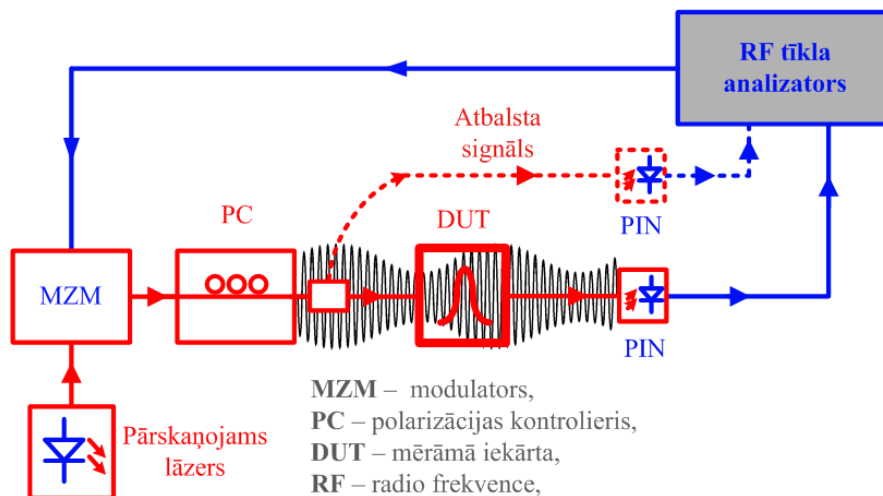 RF tīkla
analizators
Atbalsta
signāls
PC
DUT
PIN
MZM
PIN
Pārskaņojams
lāzers
MZM – modulators,
PC – polarizācijas kontrolieris,
DUT – mērāmā iekārta,
RF – radio frekvence,